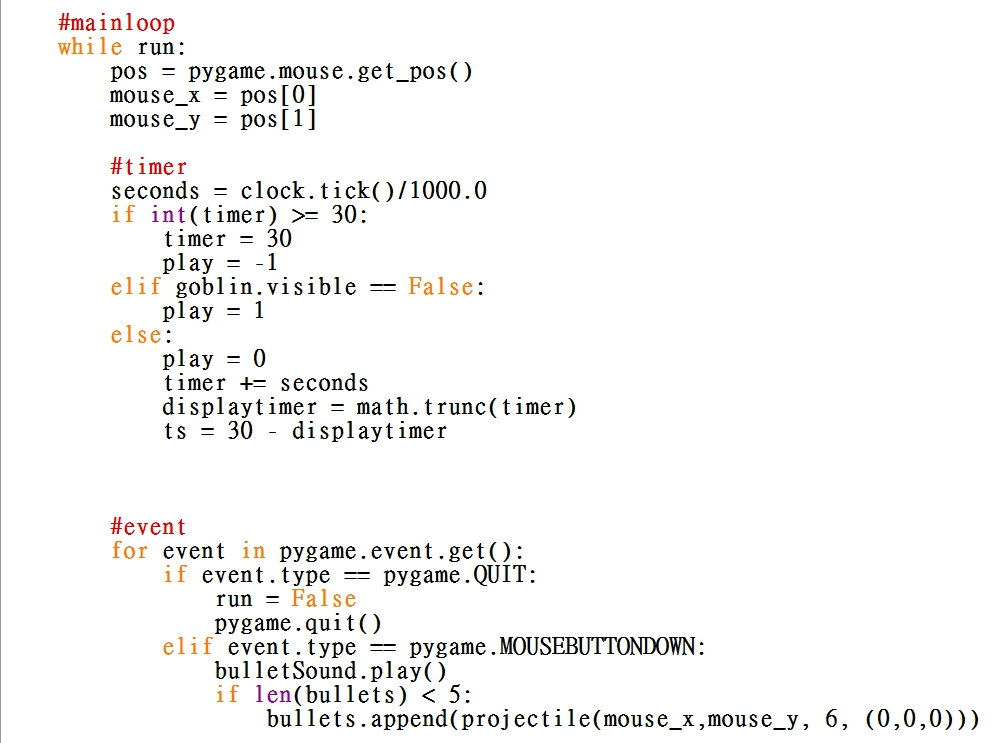 #mainloop
while run:
    pos = pygame.mouse.get_pos()
    mouse_x = pos[0]
    mouse_y = pos[1]

    #timer
    seconds = clock.tick()/1000.0
    if int(timer) >= 30:
        timer = 30
        play = -1
    elif goblin.visible == False:
        play = 1
    else:
        play = 0
        timer += seconds
        displaytimer = math.trunc(timer)
        ts = 30 - displaytimer

    #event
    for event in pygame.event.get():
        if event.type == pygame.QUIT:
            run = False
            pygame.quit()
        elif event.type == pygame.MOUSEBUTTONDOWN:
            bulletSound.play()
            if len(bullets) < 5:
                bullets.append(projectile(mouse_x,mouse_y, 6, (0,0,0)))